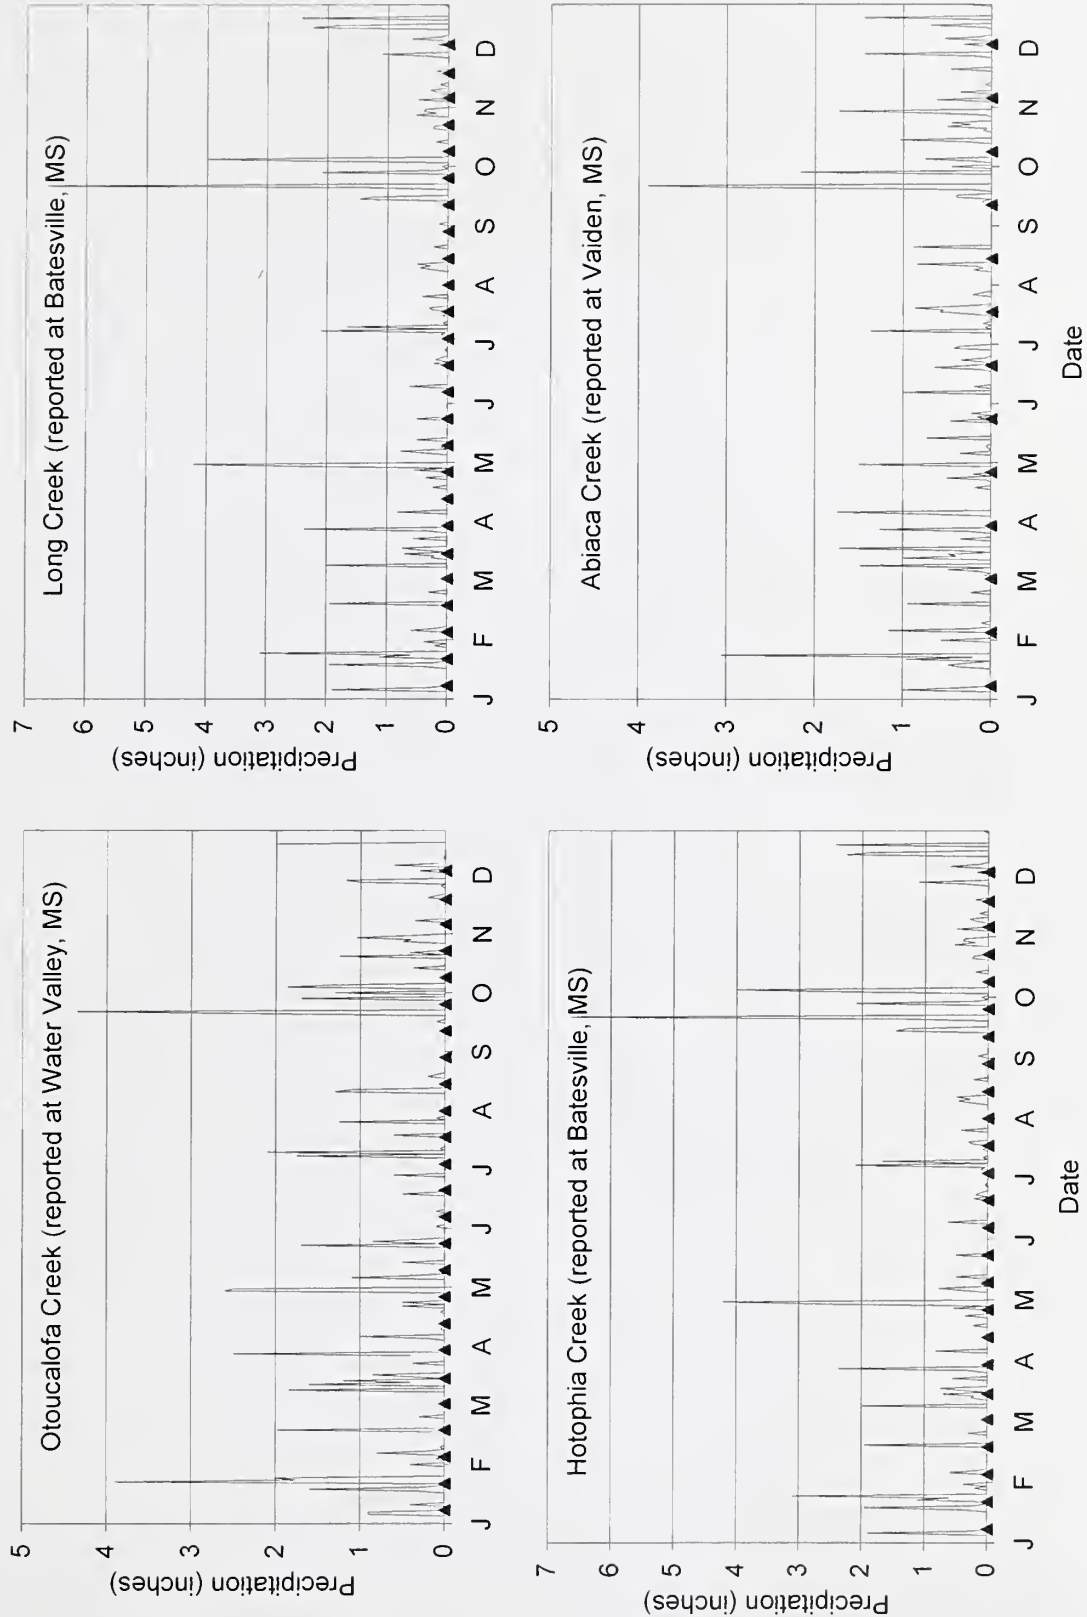 Otoucalofa Creek (reported at Water Valley, MS)
Precipitation (inches)
5
4
3
2
1
0
J F M A M J J A S O N D
Long Creek (reported at Batesville, MS)
Precipitation (inches)
7
6
5
4
3
2
1
0
J F M A M J J A S O N D
Hotophia Creek (reported at Batesville, MS)
Precipitation (inches)
7
6
5
4
3
2
1
0
J F M A M J J A S O N D
Date
Abiaca Creek (reported at Vaiden, MS)
Precipitation (inches)
5
4
3
2
1
0
J F M A M J J A S O N D
Date